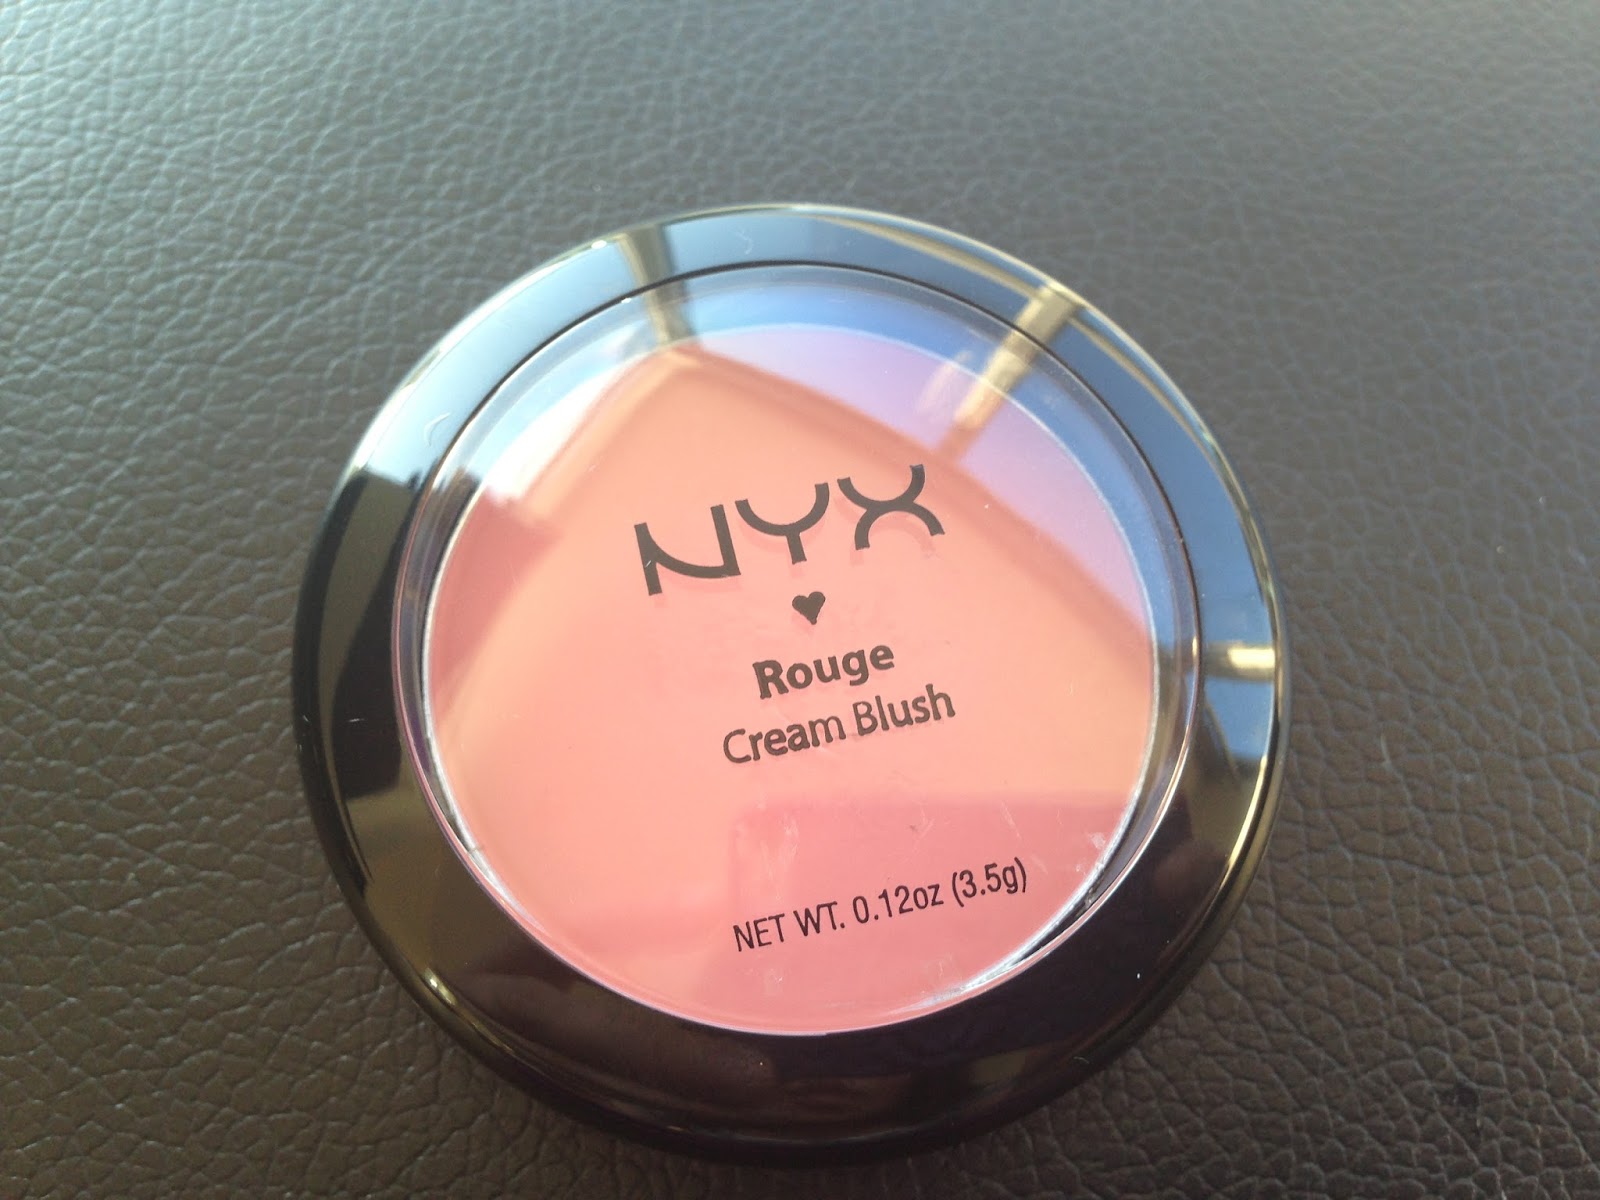 NYX
♥
Rouge
Cream Blush
NET WT. 0.12oz (3.5g)